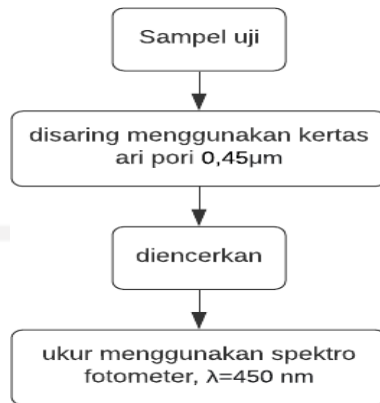 Sampel uji
disaring menggunakan kertas
ari pori 0,45µm
diencerkan
ukur menggunakan spektro
fotometer, λ=450 nm